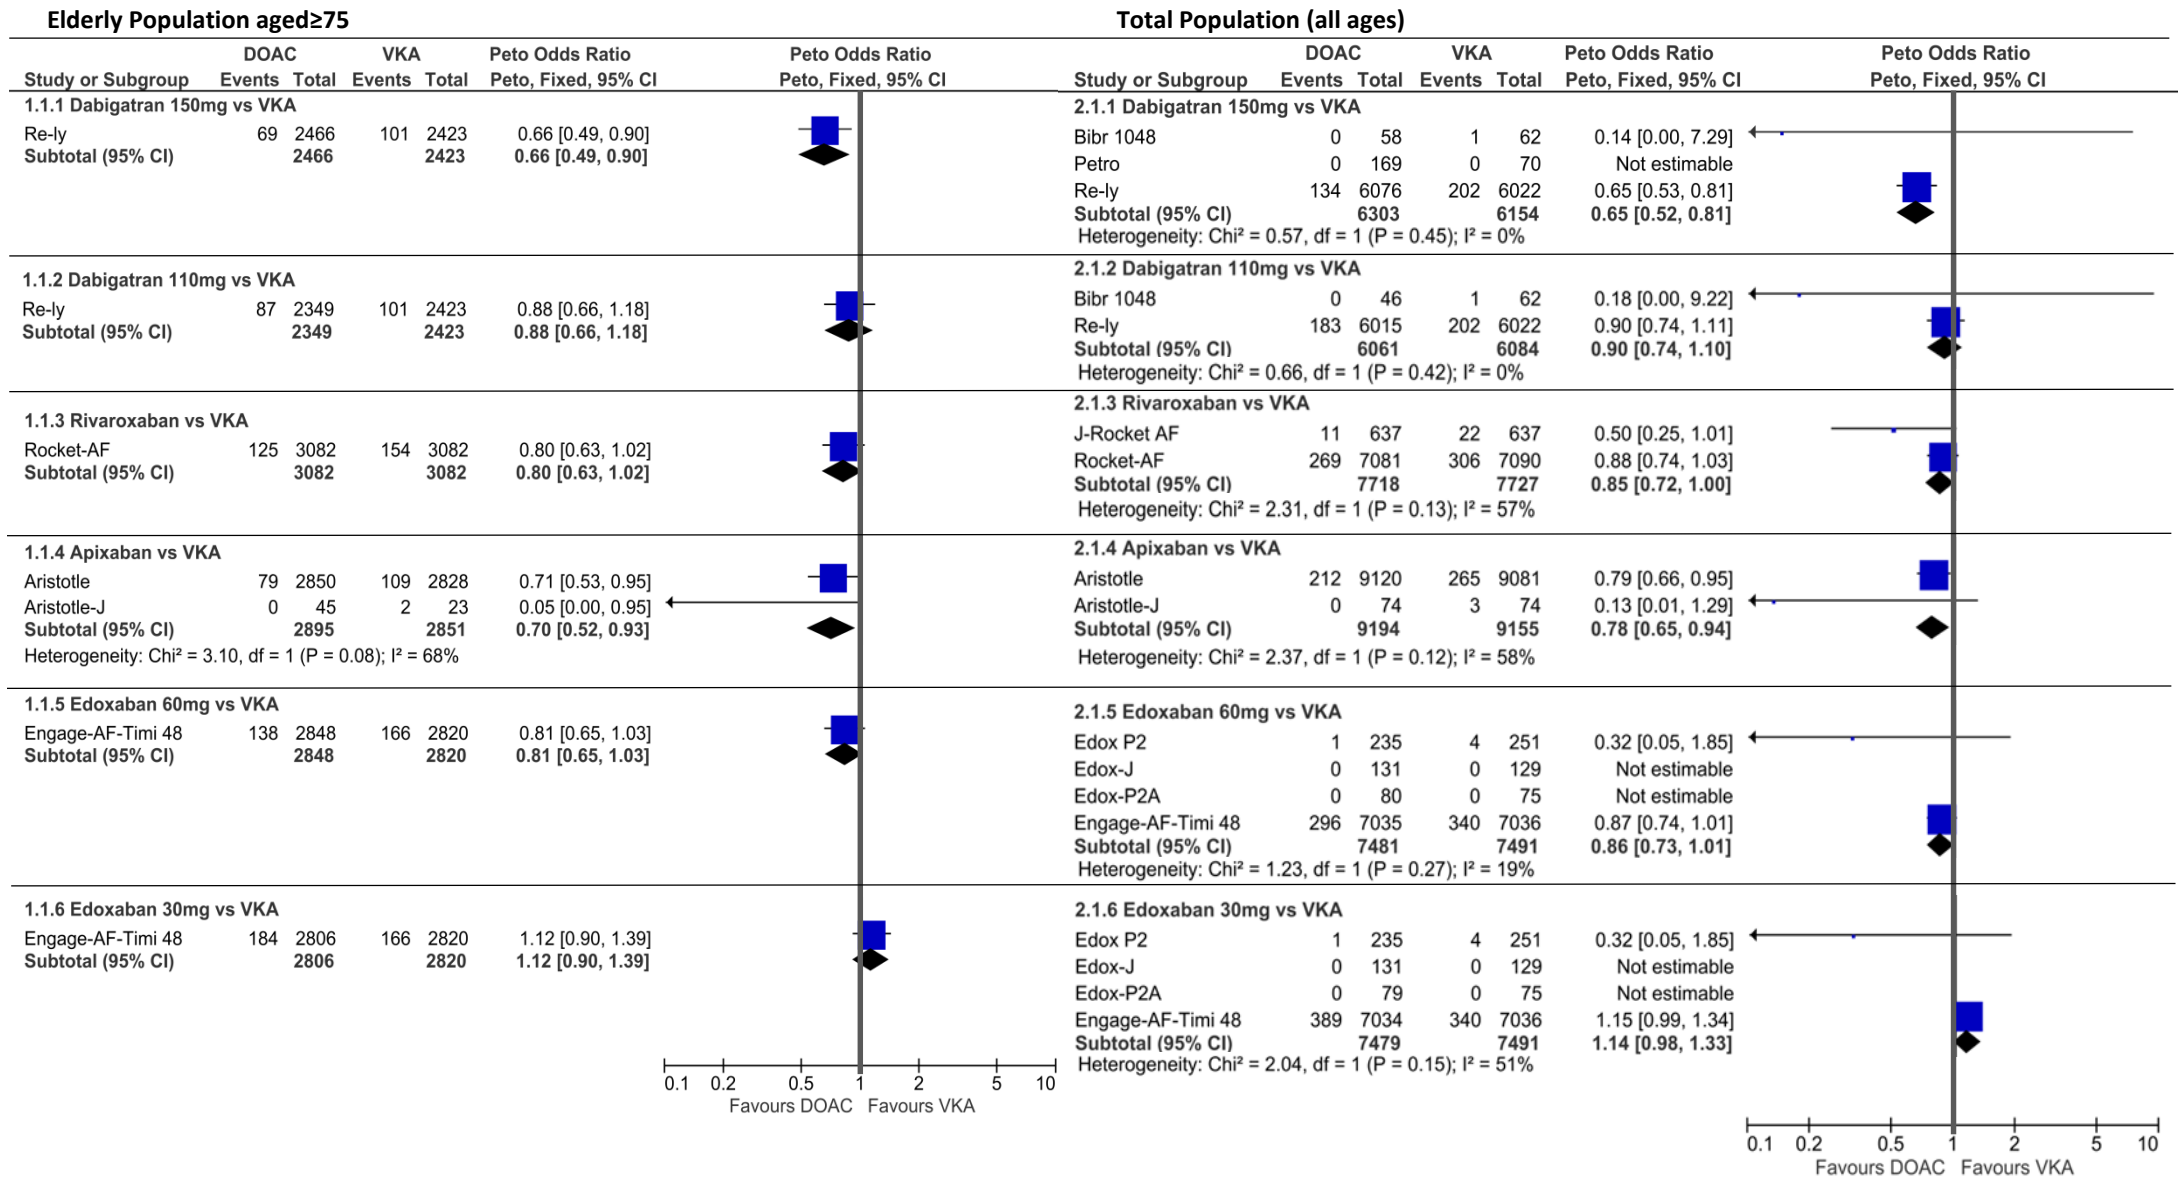 Elderly Population aged≥75
DOAC VKA Peto Odds Ratio Peto Odds Ratio
Study or Subgroup Events Total Events Total Peto, Fixed, 95% CI Peto, Fixed, 95% CI
1.1.1 Dabigatran 150mg vs VKA
Re-ly 69 2466 101 2423 0.66 [0.49, 0.90]
Subtotal (95% CI) 2466 2423 0.66 [0.49, 0.90]
1.1.2 Dabigatran 110mg vs VKA
Re-ly 87 2349 101 2423 0.88 [0.66, 1.18]
Subtotal (95% CI) 2349 2423 0.88 [0.66, 1.18]
1.1.3 Rivaroxaban vs VKA
Rocket-AF 125 3082 154 3082 0.80 [0.63, 1.02]
Subtotal (95% CI) 3082 3082 0.80 [0.63, 1.02]
1.1.4 Apixaban vs VKA
Aristotle 79 2850 109 2828 0.71 [0.53, 0.95]
Aristotle-J 0 45 2 23 0.05 [0.00, 0.95]
Subtotal (95% CI) 2895 2851 0.70 [0.52, 0.93]
Heterogeneity: Chi² = 3.10, df = 1 (P = 0.08); I² = 68%
1.1.5 Edoxaban 60mg vs VKA
Engage-AF-Timi 48 138 2848 166 2820 0.81 [0.65, 1.03]
Subtotal (95% CI) 2848 2820 0.81 [0.65, 1.03]
1.1.6 Edoxaban 30mg vs VKA
Engage-AF-Timi 48 184 2806 166 2820 1.12 [0.90, 1.39]
Subtotal (95% CI) 2806 2820 1.12 [0.90, 1.39]
0.1 0.2 0.5 1 2 5 10
Favours DOAC Favours VKA
Total Population (all ages)
DOAC VKA Peto Odds Ratio Peto Odds Ratio
Study or Subgroup Events Total Events Total Peto, Fixed, 95% CI Peto, Fixed, 95% CI
2.1.1 Dabigatran 150mg vs VKA
Bibr 1048 0 58 1 62 0.14 [0.00, 7.29]
Petro 0 169 0 70 Not estimable
Re-ly 134 6076 202 6022 0.65 [0.53, 0.81]
Subtotal (95% CI) 6303 6154 0.65 [0.52, 0.81]
Heterogeneity: Chi² = 0.57, df = 1 (P = 0.45); I² = 0%
2.1.2 Dabigatran 110mg vs VKA
Bibr 1048 0 46 1 62 0.18 [0.00, 9.22]
Re-ly 183 6015 202 6022 0.90 [0.74, 1.11]
Subtotal (95% CI) 6061 6084 0.90 [0.74, 1.10]
Heterogeneity: Chi² = 0.66, df = 1 (P = 0.42); I² = 0%
2.1.3 Rivaroxaban vs VKA
J-Rocket AF 11 637 22 637 0.50 [0.25, 1.01]
Rocket-AF 269 7081 306 7090 0.88 [0.74, 1.03]
Subtotal (95% CI) 7718 7727 0.85 [0.72, 1.00]
Heterogeneity: Chi² = 2.31, df = 1 (P = 0.13); I² = 57%
2.1.4 Apixaban vs VKA
Aristotle 212 9120 265 9081 0.79 [0.66, 0.95]
Aristotle-J 0 74 3 74 0.13 [0.01, 1.29]
Subtotal (95% CI) 9194 9155 0.78 [0.65, 0.94]
Heterogeneity: Chi² = 2.37, df = 1 (P = 0.12); I² = 58%
2.1.5 Edoxaban 60mg vs VKA
Edox P2 1 235 4 251 0.32 [0.05, 1.85]
Edox-J 0 131 0 129 Not estimable
Edox-P2A 0 80 0 75 Not estimable
Engage-AF-Timi 48 296 7035 340 7036 0.87 [0.74, 1.01]
Subtotal (95% CI) 7481 7491 0.86 [0.73, 1.01]
Heterogeneity: Chi² = 1.23, df = 1 (P = 0.27); I² = 19%
2.1.6 Edoxaban 30mg vs VKA
Edox P2 1 235 4 251 0.32 [0.05, 1.85]
Edox-J 0 131 0 129 Not estimable
Edox-P2A 0 79 0 75 Not estimable
Engage-AF-Timi 48 389 7034 340 7036 1.15 [0.99, 1.34]
Subtotal (95% CI) 7479 7491 1.14 [0.98, 1.33]
Heterogeneity: Chi² = 2.04, df = 1 (P = 0.15); I² = 51%
0.1 0.2 0.5 1 2 5 10
Favours DOAC Favours VKA